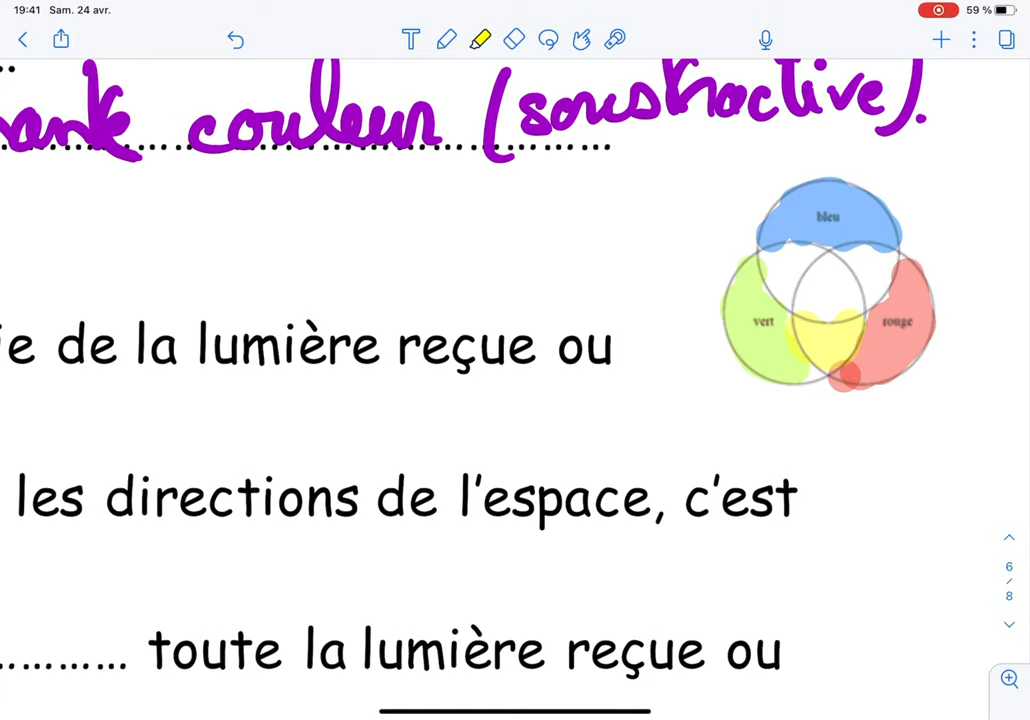 19:41 Sam. 24 avr. 59 %
T
couleur (soustractive).
bleu
vert rouge
ie de la lumière reçue ou
les directions de l'espace, c'est
6
/
8
………… toute la lumière reçue ou